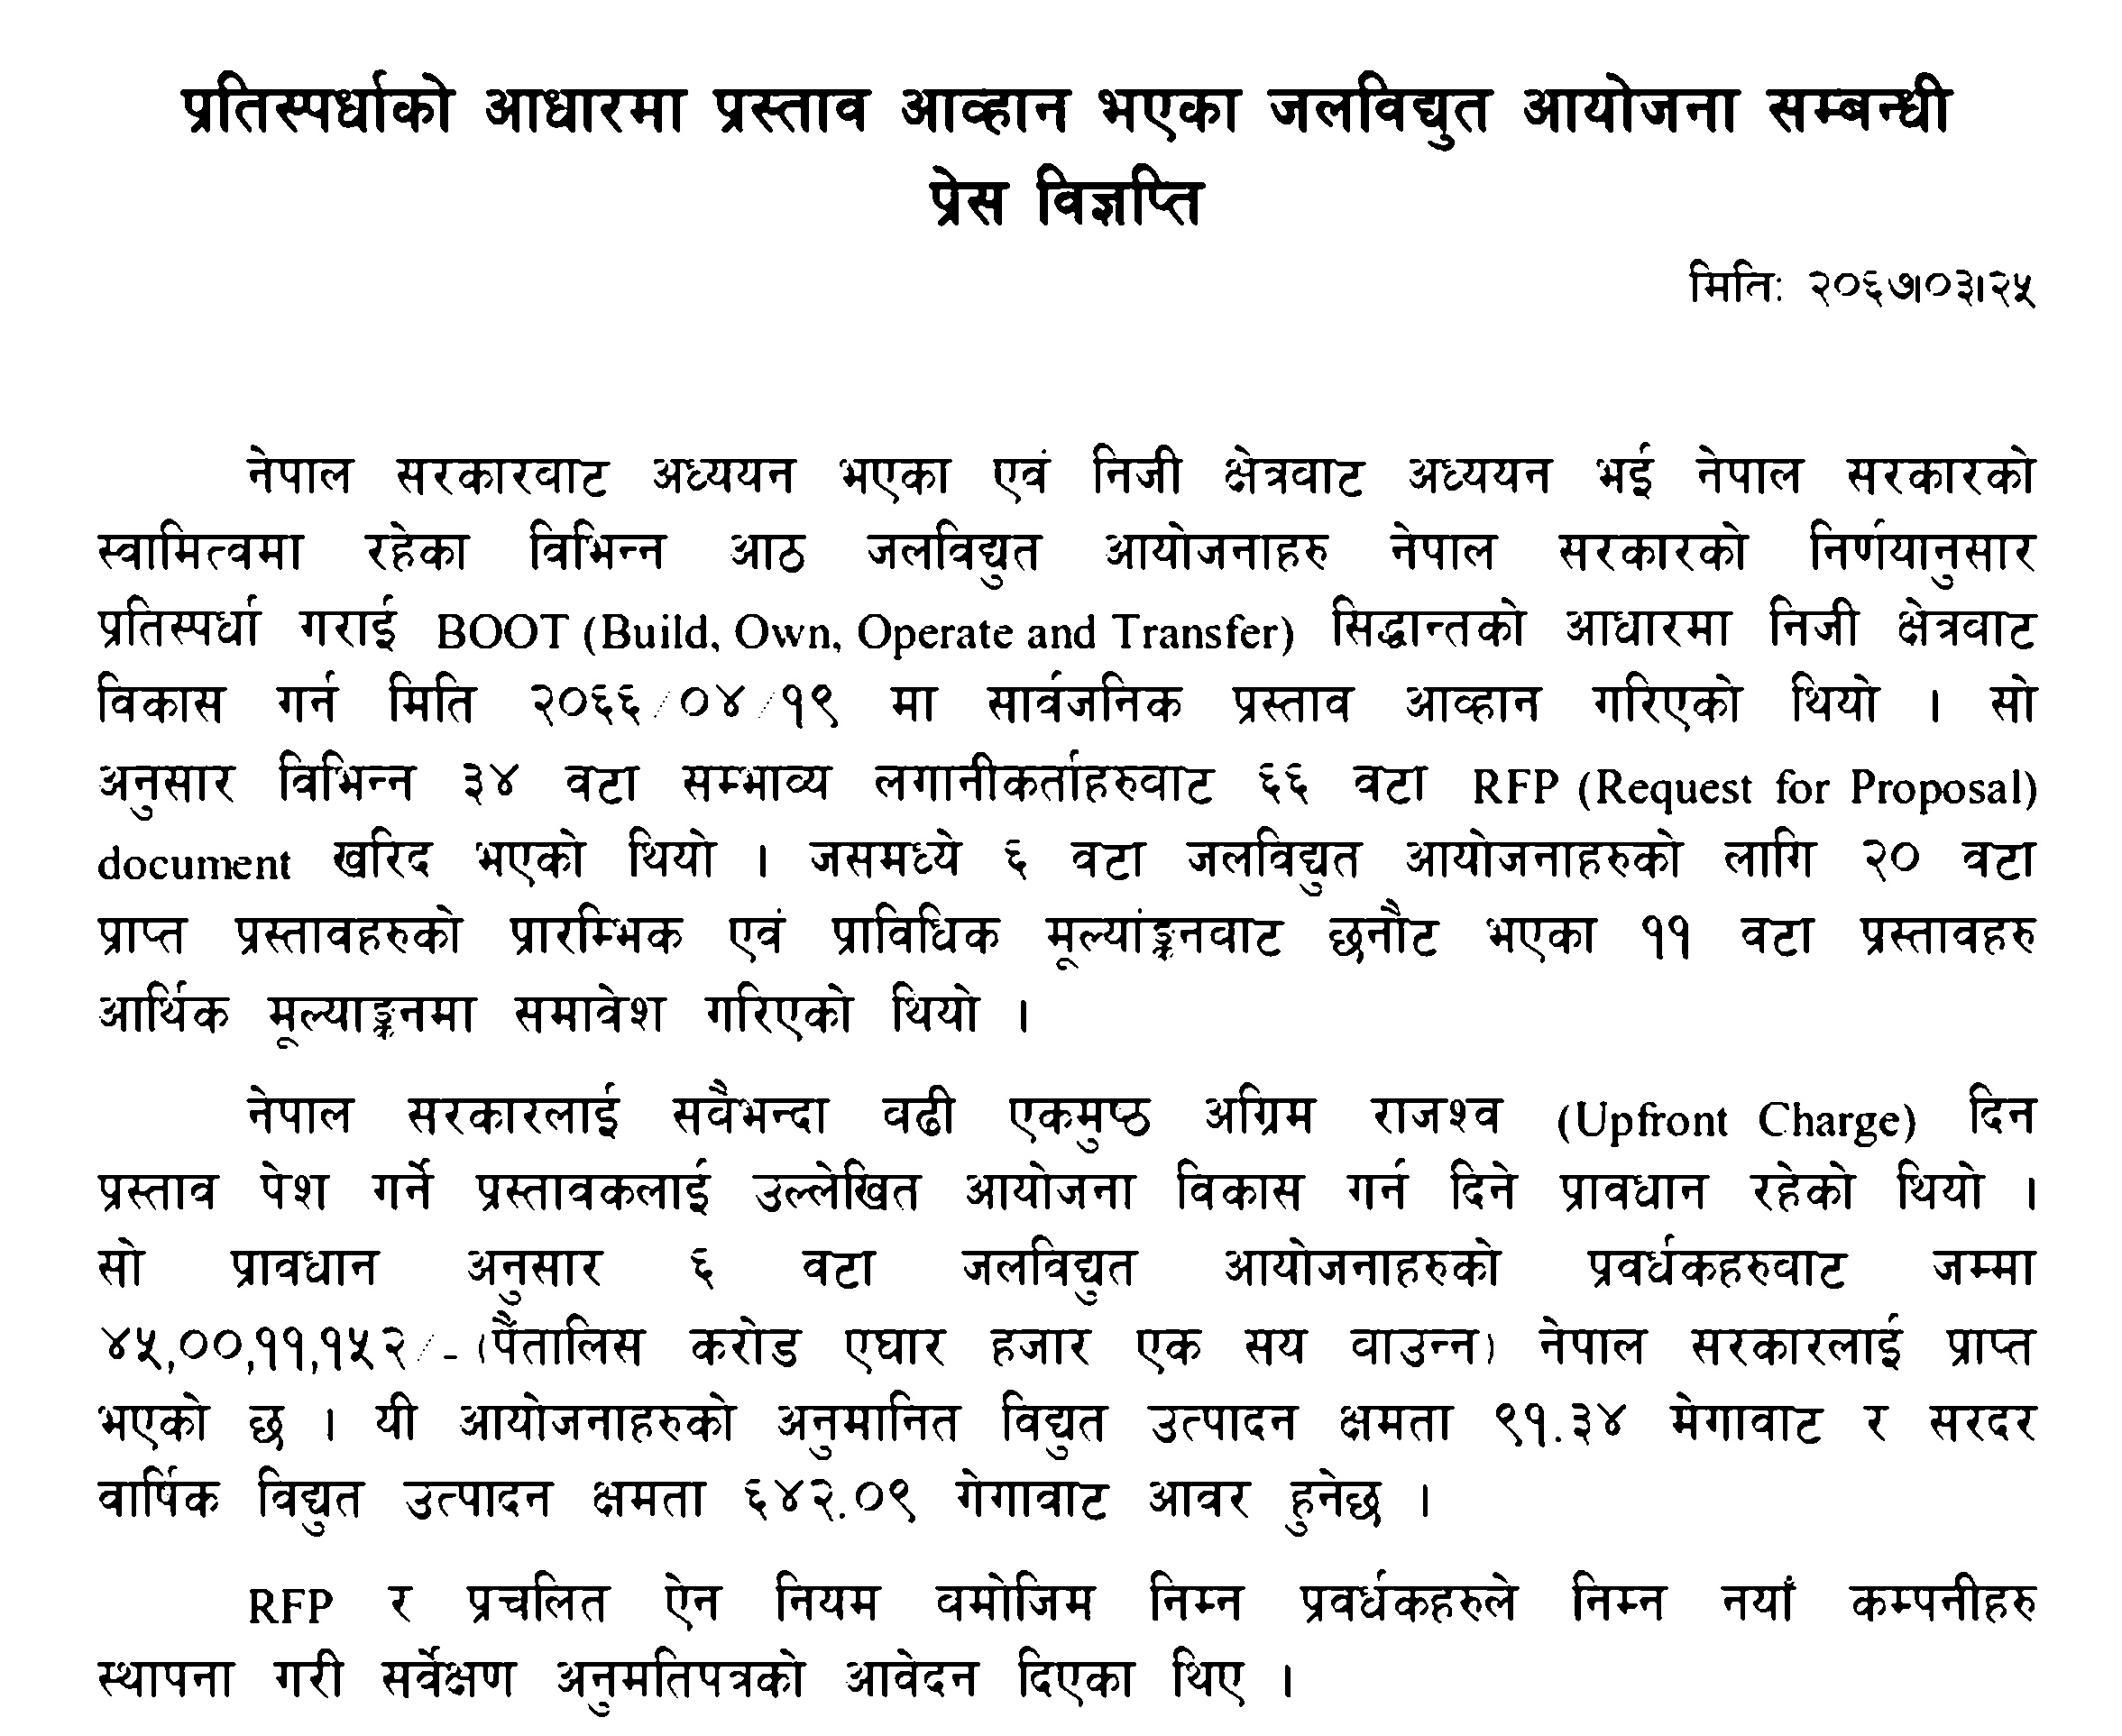 प्रतिस्पर्धाको आधारमा प्रस्ताव आव्हान भएका जलविद्युत आयोजना सम्बन्धी
प्रेस विज्ञप्ति
मितिः २०६७।०३।२५
नेपाल सरकारवाट अध्ययन भएका एवं निजी क्षेत्रवाट अध्ययन भई नेपाल सरकारको
स्वामित्वमा रहेका विभिन्न आठ जलविद्युत आयोजनाहरु नेपाल सरकारको निर्णयानुसार
प्रतिस्पर्धा गराई BOOT (Build, Own, Operate and Transfer) सिद्धान्तको आधारमा निजी क्षेत्रवाट
विकास गर्न मिति २०६६/०४/१९ मा सार्वजनिक प्रस्ताव आव्हान गरिएको थियो । सो
अनुसार विभिन्न ३४ वटा सम्भाव्य लगानीकर्ताहरुवाट ६६ वटा RFP (Request for Proposal)
document खरिद भएको थियो । जसमध्ये ६ वटा जलविद्युत आयोजनाहरुको लागि २० वटा
प्राप्त प्रस्तावहरुको प्रारम्भिक एवं प्राविधिक मूल्यांङ्कनवाट छनौट भएका ११ वटा प्रस्तावहरु
आर्थिक मूल्याङ्कनमा समावेश गरिएको थियो ।
नेपाल सरकारलाई सवैभन्दा वढी एकमुष्ठ अग्रिम राजश्व (Upfront Charge) दिन
प्रस्ताव पेश गर्ने प्रस्तावकलाई उल्लेखित आयोजना विकास गर्न दिने प्रावधान रहेको थियो ।
सो प्रावधान अनुसार ६ वटा जलविद्युत आयोजनाहरुको प्रवर्धकहरुवाट जम्मा
४५,००,११,१५२/- (पैंतालिस करोड एघार हजार एक सय वाउन्न) नेपाल सरकारलाई प्राप्त
भएको छ । यी आयोजनाहरुको अनुमानित विद्युत उत्पादन क्षमता ९१.३४ मेगावाट र सरदर
वार्षिक विद्युत उत्पादन क्षमता ६४२.०९ गेगावाट आवर हुनेछ ।
RFP र प्रचलित ऐन नियम वमोजिम निम्न प्रवर्धकहरुले निम्न नयां कम्पनीहरु
स्थापना गरी सर्वेक्षण अनुमतिपत्रको आवेदन दिएका थिए ।